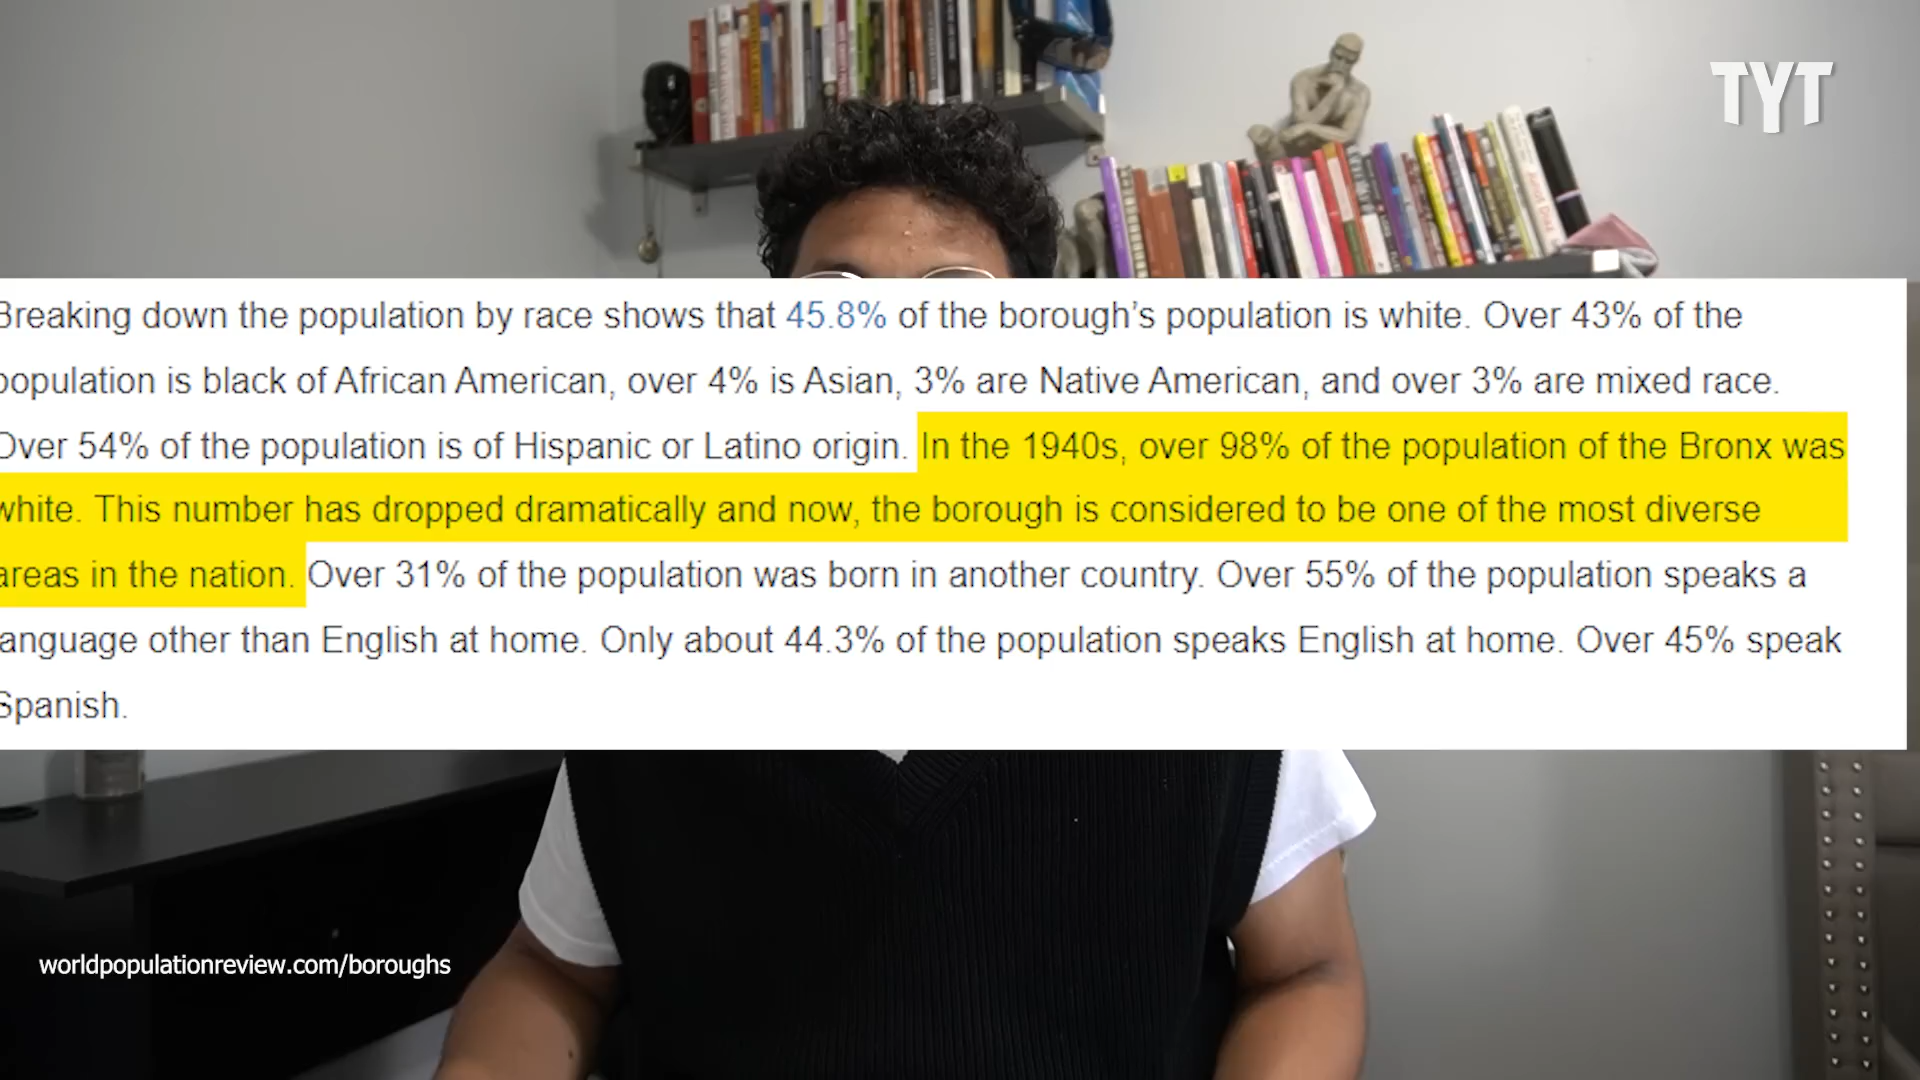 TYT
Breaking down the population by race shows that 45.8% of the borough's population is white. Over 43% of the
population is black of African American, over 4% is Asian, 3% are Native American, and over 3% are mixed race.
Over 54% of the population is of Hispanic or Latino origin. In the 1940s, over 98% of the population of the Bronx was
white. This number has dropped dramatically and now, the borough is considered to be one of the most diverse
areas in the nation. Over 31% of the population was born in another country. Over 55% of the population speaks a
language other than English at home. Only about 44.3% of the population speaks English at home. Over 45% speak
Spanish.
worldpopulationreview.com/boroughs